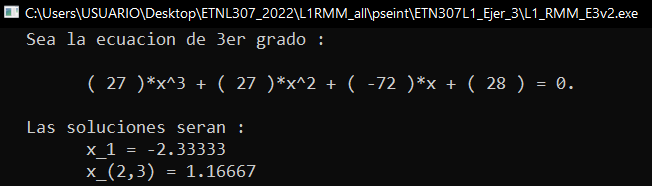 C:\Users\USUARIO\Desktop\ETNL307_2022\L1RMM_all\pseint\ETN307L1_Ejer_3\L1_RMM_E3v2.exe
Sea la ecuacion de 3er grado :
( 27 )*x^3 + ( 27 )*x^2 + ( -72 )*x + ( 28 ) = 0.
Las soluciones seran :
x_1 = -2.33333
x_(2,3) = 1.16667